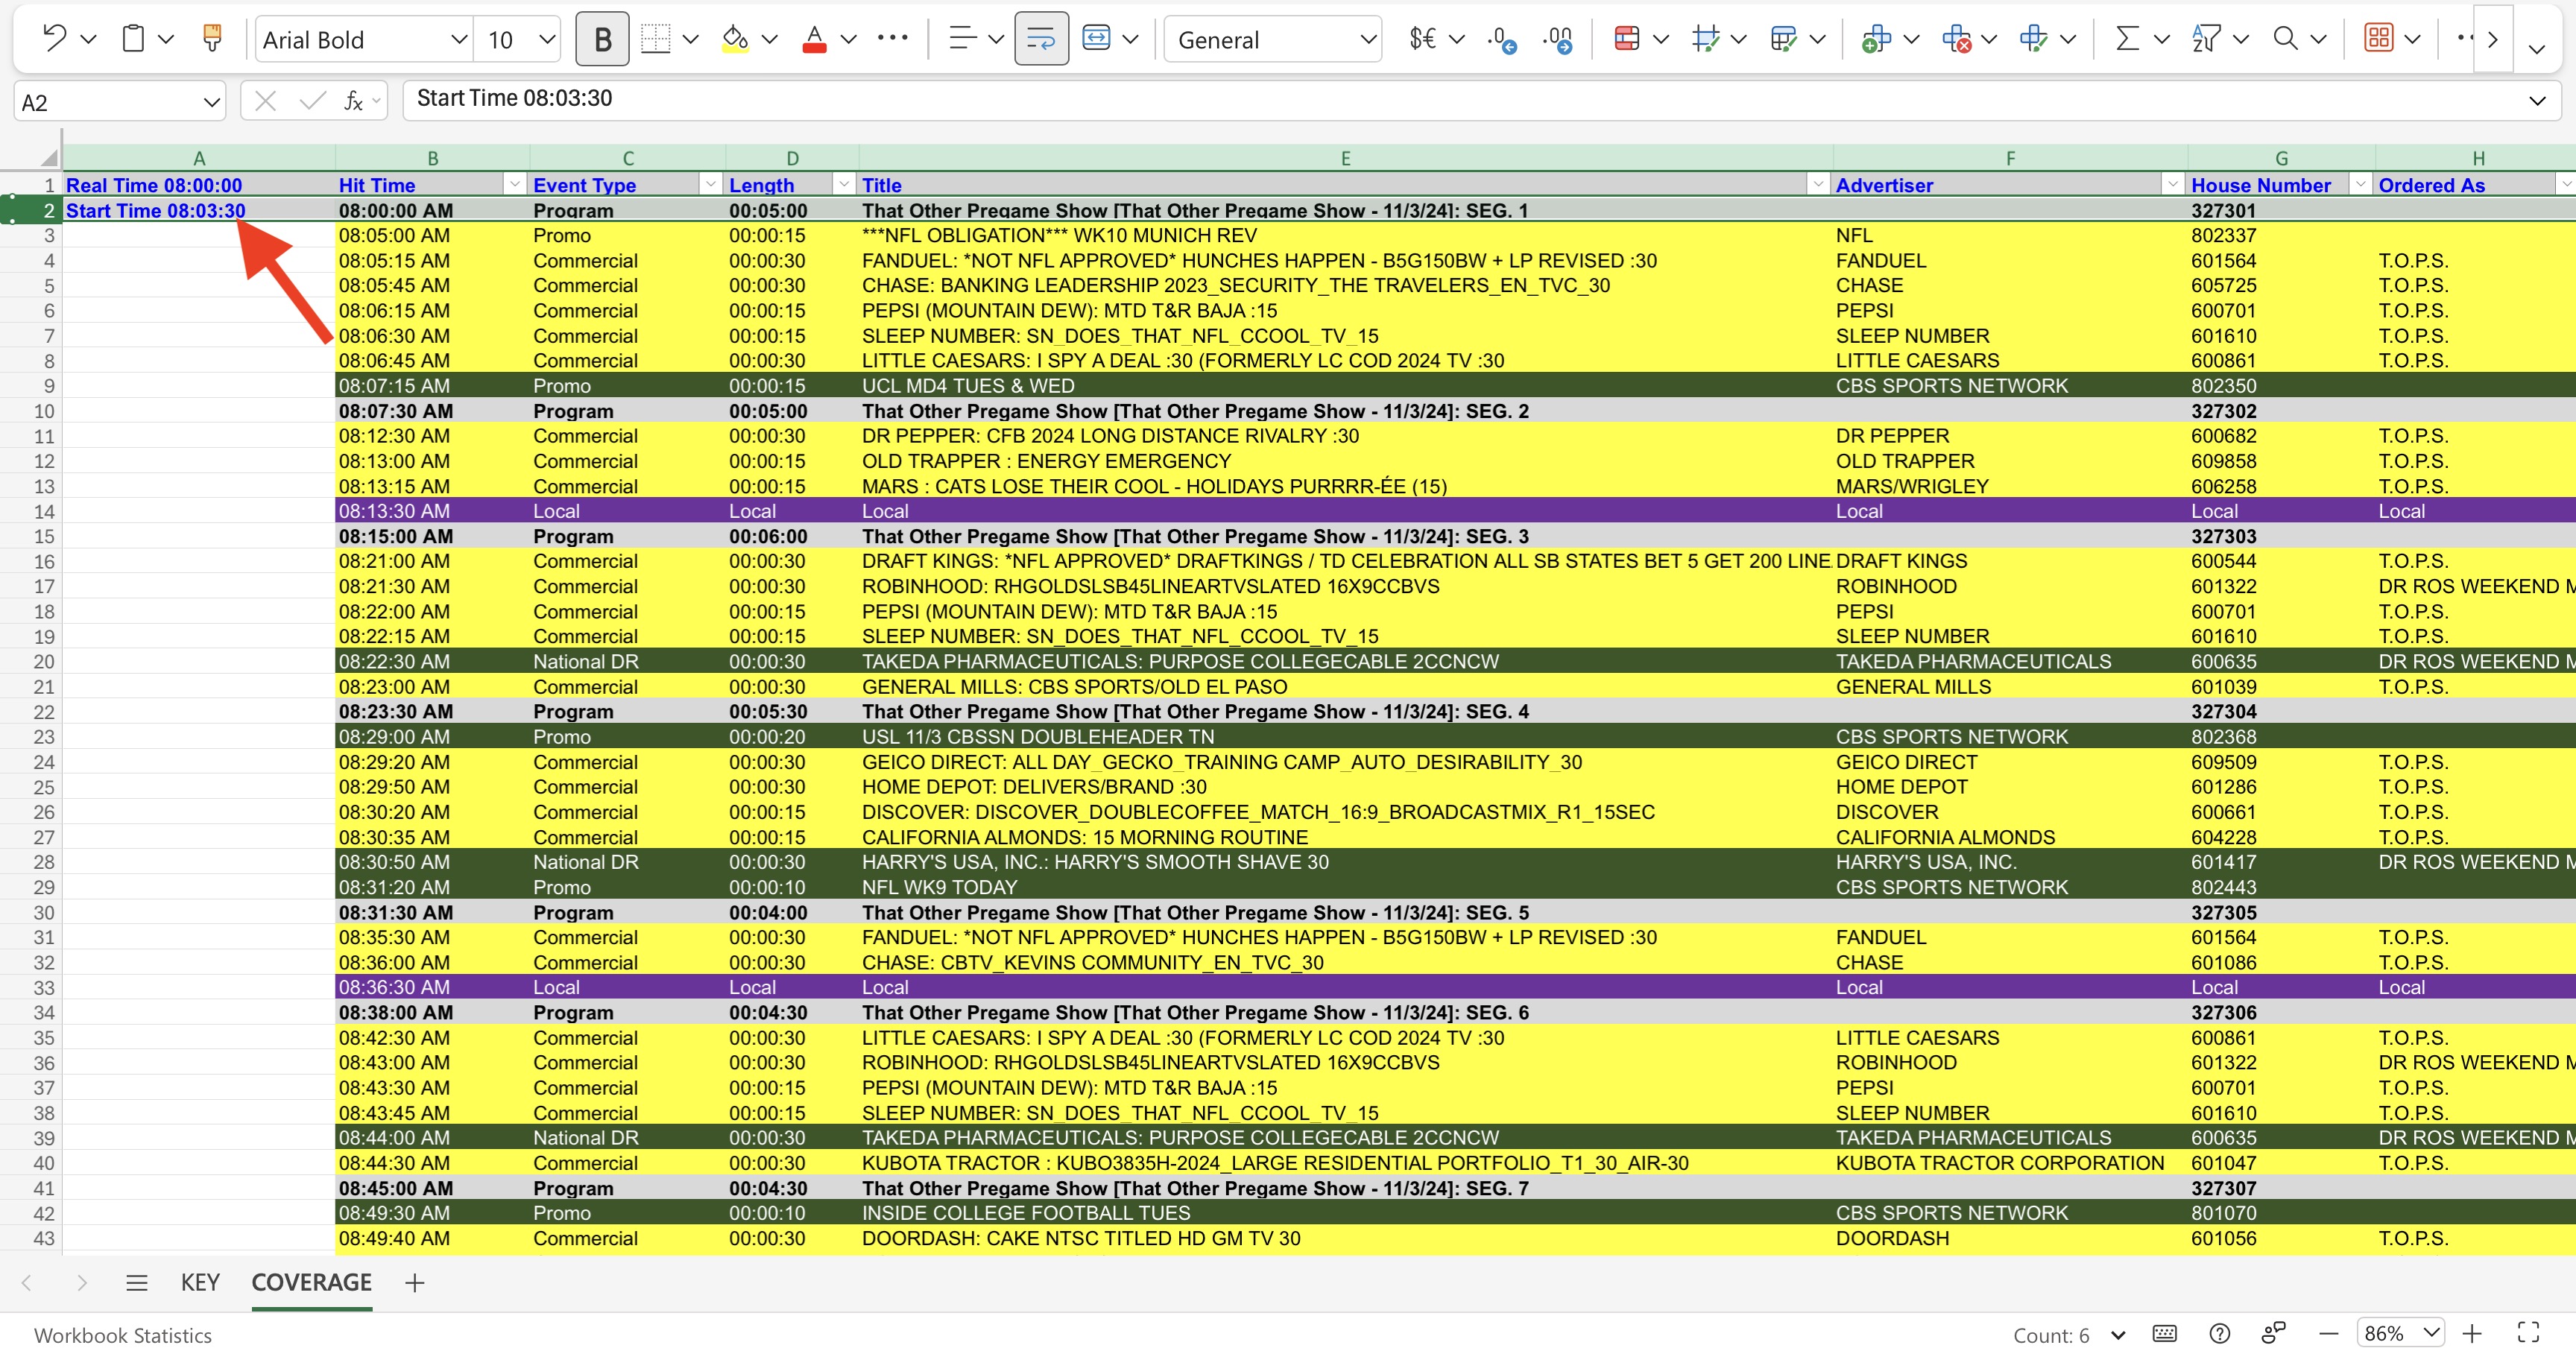 Arial Bold 10 B A General $€ .0 .00
A2 fx Start Time 08:03:30
A B C D E F G H
1 Real Time 08:00:00 Hit Time Event Type Length Title Advertiser House Number Ordered As
2 Start Time 08:03:30 08:00:00 AM Program 00:05:00 That Other Pregame Show [That Other Pregame Show - 11/3/24]: SEG. 1 327301
3 08:05:00 AM Promo 00:00:15 ***NFL OBLIGATION*** WK10 MUNICH REV NFL 802337
4 08:05:15 AM Commercial 00:00:30 FANDUEL: *NOT NFL APPROVED* HUNCHES HAPPEN - B5G150BW + LP REVISED :30 FANDUEL 601564 T.O.P.S.
5 08:05:45 AM Commercial 00:00:30 CHASE: BANKING LEADERSHIP 2023_SECURITY_THE TRAVELERS_EN_TVC_30 CHASE 605725 T.O.P.S.
6 08:06:15 AM Commercial 00:00:15 PEPSI (MOUNTAIN DEW): MTD T&R BAJA :15 PEPSI 600701 T.O.P.S.
7 08:06:30 AM Commercial 00:00:15 SLEEP NUMBER: SN_DOES_THAT_NFL_CCOOL_TV_15 SLEEP NUMBER 601610 T.O.P.S.
8 08:06:45 AM Commercial 00:00:30 LITTLE CAESARS: I SPY A DEAL :30 (FORMERLY LC COD 2024 TV :30 LITTLE CAESARS 600861 T.O.P.S.
9 08:07:15 AM Promo 00:00:15 UCL MD4 TUES & WED CBS SPORTS NETWORK 802350
10 08:07:30 AM Program 00:05:00 That Other Pregame Show [That Other Pregame Show - 11/3/24]: SEG. 2 327302
11 08:12:30 AM Commercial 00:00:30 DR PEPPER: CFB 2024 LONG DISTANCE RIVALRY :30 DR PEPPER 600682 T.O.P.S.
12 08:13:00 AM Commercial 00:00:15 OLD TRAPPER : ENERGY EMERGENCY OLD TRAPPER 609858 T.O.P.S.
13 08:13:15 AM Commercial 00:00:15 MARS : CATS LOSE THEIR COOL - HOLIDAYS PURRRR-ÉE (15) MARS/WRIGLEY 606258 T.O.P.S.
14 08:13:30 AM Local Local Local Local Local Local
15 08:15:00 AM Program 00:06:00 That Other Pregame Show [That Other Pregame Show - 11/3/24]: SEG. 3 327303
16 08:21:00 AM Commercial 00:00:30 DRAFT KINGS: *NFL APPROVED* DRAFTKINGS / TD CELEBRATION ALL SB STATES BET 5 GET 200 LINE DRAFT KINGS 600544 T.O.P.S.
17 08:21:30 AM Commercial 00:00:30 ROBINHOOD: RHGOLDSLSB45LINEARTVSLATED 16X9CCBVS ROBINHOOD 601322 DR ROS WEEKEND M
18 08:22:00 AM Commercial 00:00:15 PEPSI (MOUNTAIN DEW): MTD T&R BAJA :15 PEPSI 600701 T.O.P.S.
19 08:22:15 AM Commercial 00:00:15 SLEEP NUMBER: SN_DOES_THAT_NFL_CCOOL_TV_15 SLEEP NUMBER 601610 T.O.P.S.
20 08:22:30 AM National DR 00:00:30 TAKEDA PHARMACEUTICALS: PURPOSE COLLEGECABLE 2CCNCW TAKEDA PHARMACEUTICALS 600635 DR ROS WEEKEND M
21 08:23:00 AM Commercial 00:00:30 GENERAL MILLS: CBS SPORTS/OLD EL PASO GENERAL MILLS 601039 T.O.P.S.
22 08:23:30 AM Program 00:05:30 That Other Pregame Show [That Other Pregame Show - 11/3/24]: SEG. 4 327304
23 08:29:00 AM Promo 00:00:20 USL 11/3 CBSSN DOUBLEHEADER TN CBS SPORTS NETWORK 802368
24 08:29:20 AM Commercial 00:00:30 GEICO DIRECT: ALL DAY_GECKO_TRAINING CAMP_AUTO_DESIRABILITY_30 GEICO DIRECT 609509 T.O.P.S.
25 08:29:50 AM Commercial 00:00:30 HOME DEPOT: DELIVERS/BRAND :30 HOME DEPOT 601286 T.O.P.S.
26 08:30:20 AM Commercial 00:00:15 DISCOVER: DISCOVER_DOUBLECOFFEE_MATCH_16:9_BROADCASTMIX_R1_15SEC DISCOVER 600661 T.O.P.S.
27 08:30:35 AM Commercial 00:00:15 CALIFORNIA ALMONDS: 15 MORNING ROUTINE CALIFORNIA ALMONDS 604228 T.O.P.S.
28 08:30:50 AM National DR 00:00:30 HARRY'S USA, INC.: HARRY'S SMOOTH SHAVE 30 HARRY'S USA, INC. 601417 DR ROS WEEKEND M
29 08:31:20 AM Promo 00:00:10 NFL WK9 TODAY CBS SPORTS NETWORK 802443
30 08:31:30 AM Program 00:04:00 That Other Pregame Show [That Other Pregame Show - 11/3/24]: SEG. 5 327305
31 08:35:30 AM Commercial 00:00:30 FANDUEL: *NOT NFL APPROVED* HUNCHES HAPPEN - B5G150BW + LP REVISED :30 FANDUEL 601564 T.O.P.S.
32 08:36:00 AM Commercial 00:00:30 CHASE: CBTV_KEVINS COMMUNITY_EN_TVC_30 CHASE 601086 T.O.P.S.
33 08:36:30 AM Local Local Local Local Local Local
34 08:38:00 AM Program 00:04:30 That Other Pregame Show [That Other Pregame Show - 11/3/24]: SEG. 6 327306
35 08:42:30 AM Commercial 00:00:30 LITTLE CAESARS: I SPY A DEAL :30 (FORMERLY LC COD 2024 TV :30 LITTLE CAESARS 600861 T.O.P.S.
36 08:43:00 AM Commercial 00:00:30 ROBINHOOD: RHGOLDSLSB45LINEARTVSLATED 16X9CCBVS ROBINHOOD 601322 DR ROS WEEKEND M
37 08:43:30 AM Commercial 00:00:15 PEPSI (MOUNTAIN DEW): MTD T&R BAJA :15 PEPSI 600701 T.O.P.S.
38 08:43:45 AM Commercial 00:00:15 SLEEP NUMBER: SN_DOES_THAT_NFL_CCOOL_TV_15 SLEEP NUMBER 601610 T.O.P.S.
39 08:44:00 AM National DR 00:00:30 TAKEDA PHARMACEUTICALS: PURPOSE COLLEGECABLE 2CCNCW TAKEDA PHARMACEUTICALS 600635 DR ROS WEEKEND M
40 08:44:30 AM Commercial 00:00:30 KUBOTA TRACTOR : KUBO3835H-2024_LARGE RESIDENTIAL PORTFOLIO_T1_30_AIR-30 KUBOTA TRACTOR CORPORATION 601047 T.O.P.S.
41 08:45:00 AM Program 00:04:30 That Other Pregame Show [That Other Pregame Show - 11/3/24]: SEG. 7 327307
42 08:49:30 AM Promo 00:00:10 INSIDE COLLEGE FOOTBALL TUES CBS SPORTS NETWORK 801070
43 08:49:40 AM Commercial 00:00:30 DOORDASH: CAKE NTSC TITLED HD GM TV 30 DOORDASH 601056 T.O.P.S.
KEY COVERAGE
Workbook Statistics Count: 6 86%